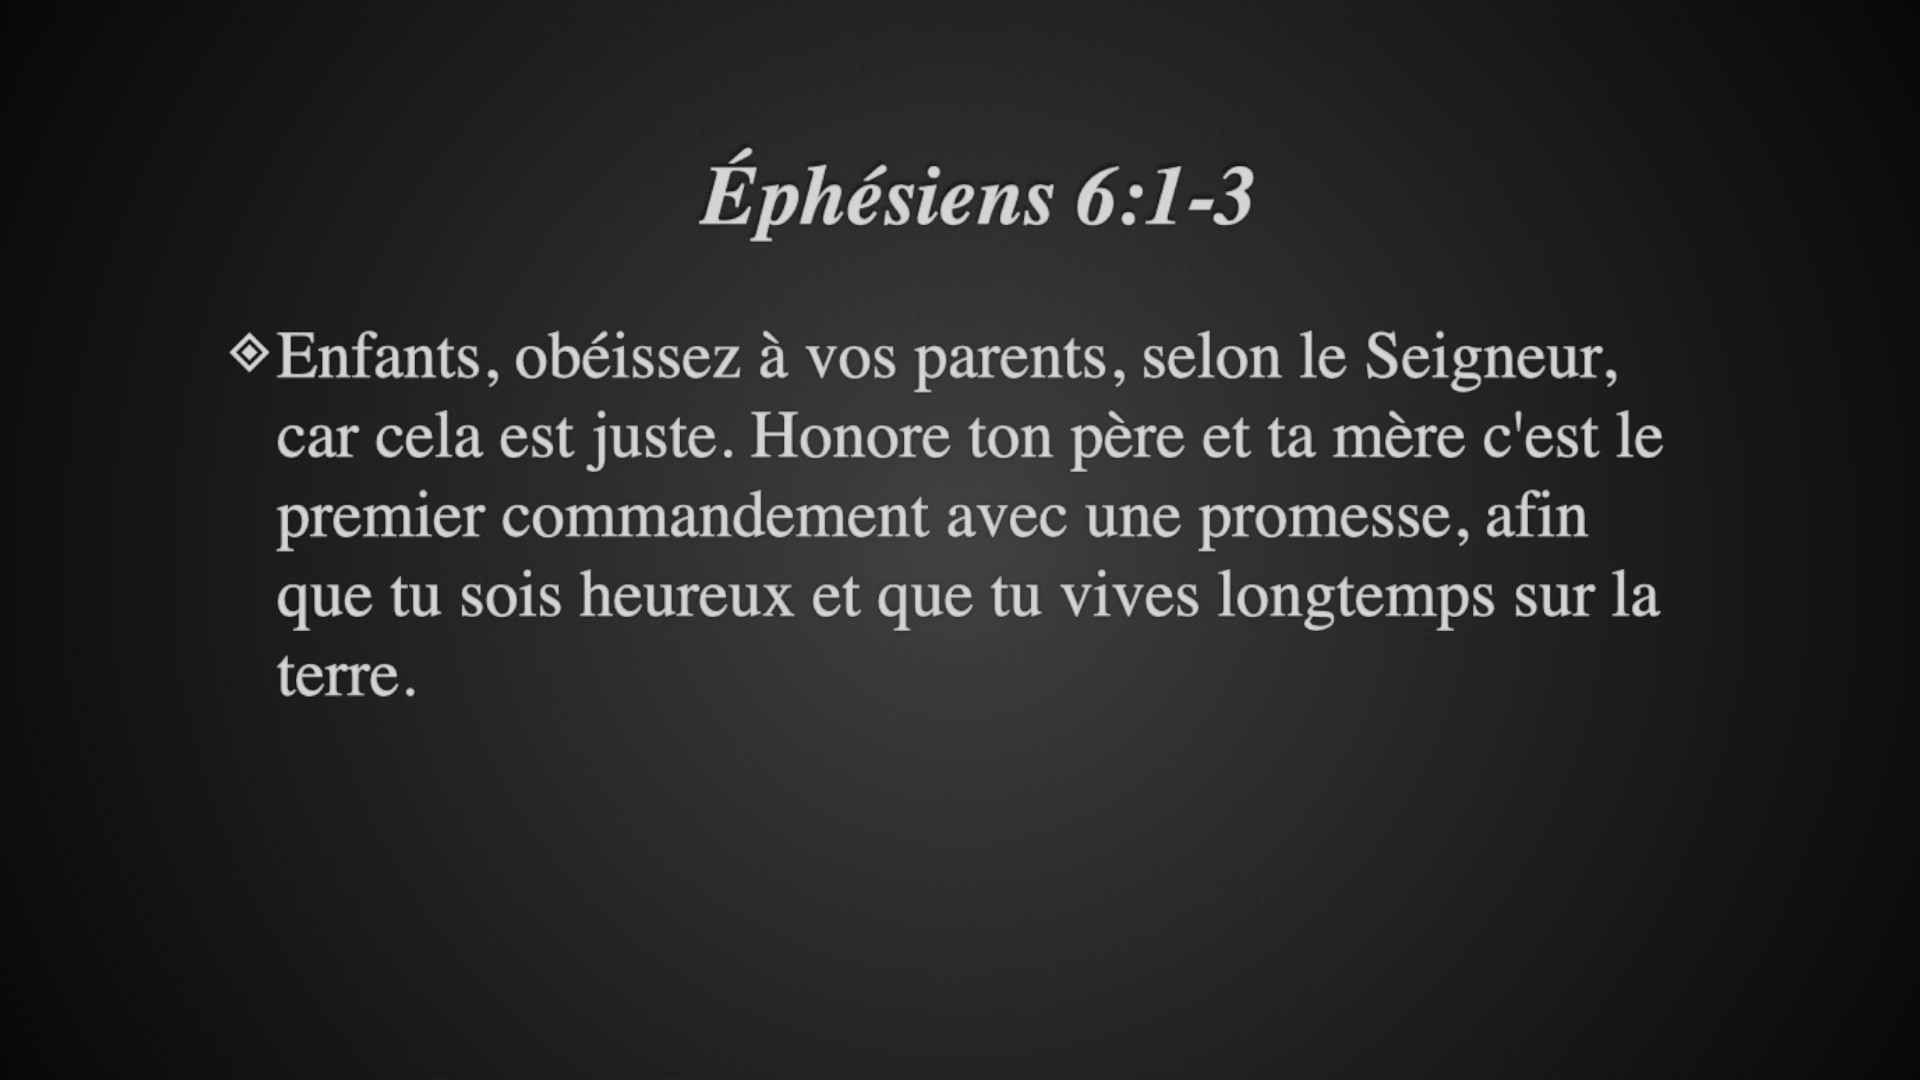 Éphésiens 6:1-3
Enfants, obéissez à vos parents, selon le Seigneur,
car cela est juste. Honore ton père et ta mère c'est le
premier commandement avec une promesse, afin
que tu sois heureux et que tu vives longtemps sur la
terre.